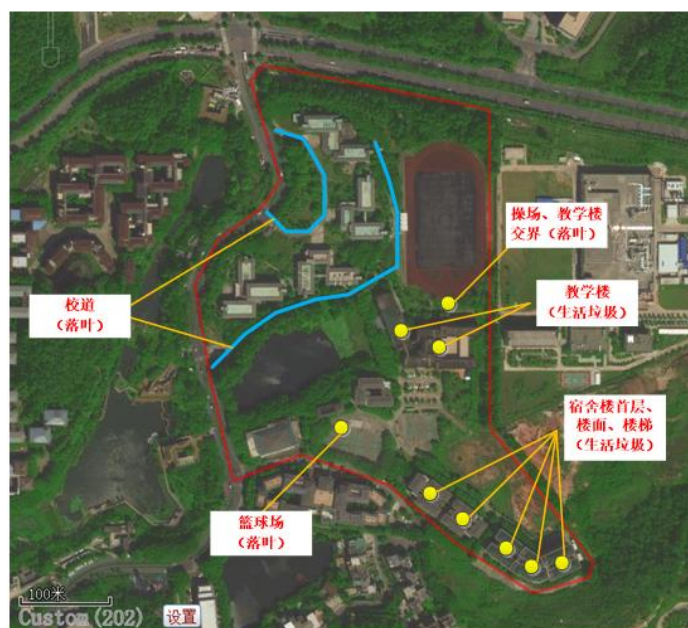 操场、教学楼
交界（落叶）
教学楼
（生活垃圾）
校道
（落叶）
宿舍楼首层、
楼面、楼梯
（生活垃圾）
篮球场
（落叶）
100米
Custom(202)
设置